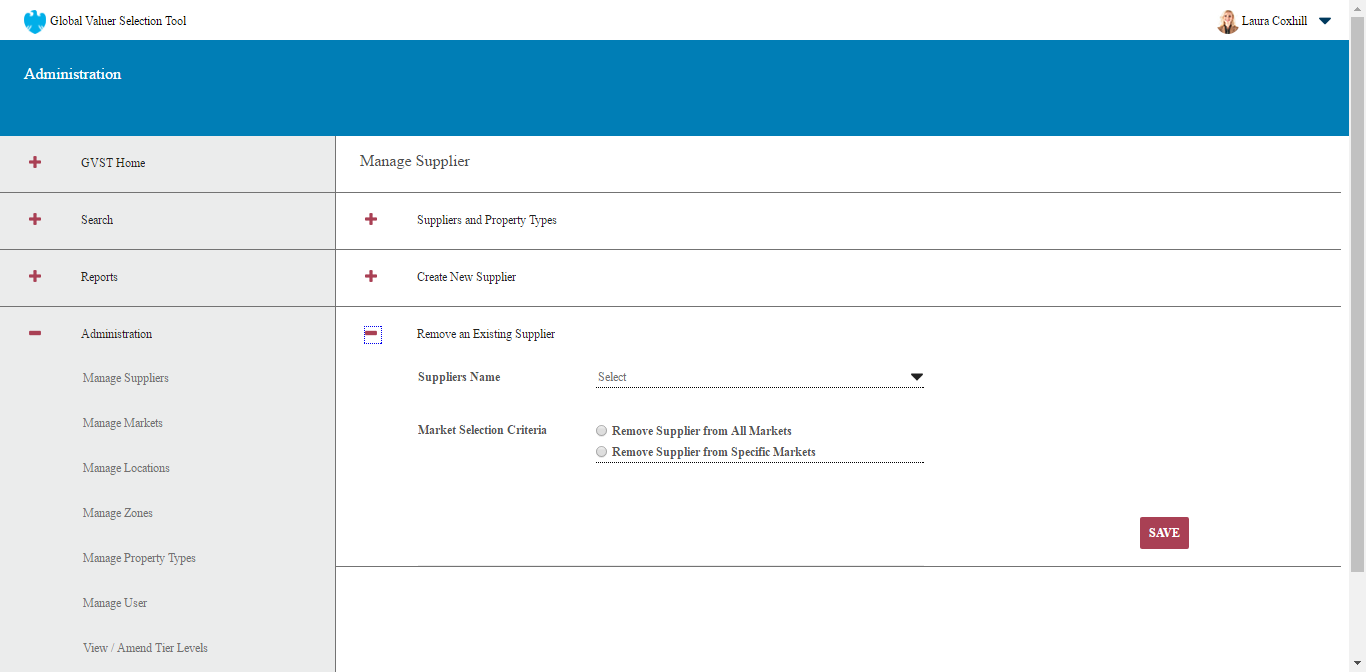 Global Valuer Selection Tool
Laura Coxhill
Administration
GVST Home
Search
Reports
Administration
Manage Suppliers
Manage Markets
Manage Locations
Manage Zones
Manage Property Types
Manage User
View / Amend Tier Levels
Manage Supplier
Suppliers and Property Types
Create New Supplier
Remove an Existing Supplier
Suppliers Name
Select
Market Selection Criteria
Remove Supplier from All Markets
Remove Supplier from Specific Markets
SAVE